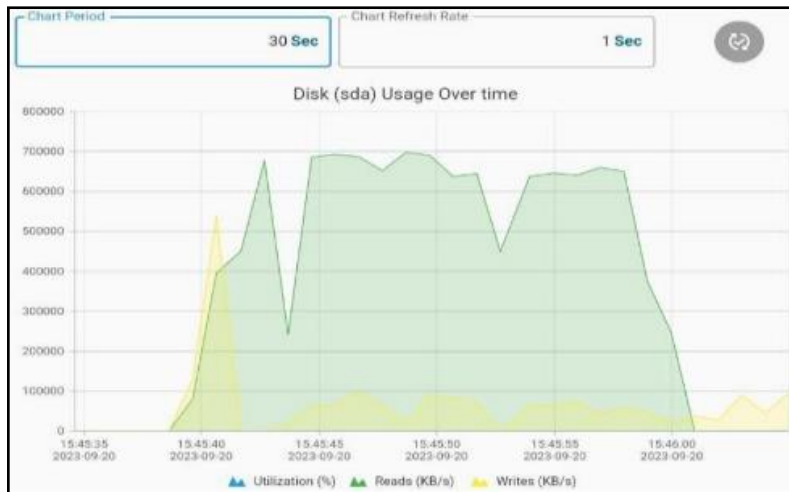 Chart Period
Chart Refresh Rate
30 Sec
1 Sec
Disk (sda) Usage Over time
800000
700000
600000
500000
400000
300000
200000
100000
0
15:45:35 15:45:40 15:45:45 15:45:50 15:45:55 15:46:00
2023-09-20 2023-09-20 2023-09-20 2023-09-20 2023-09-20 2023-09-20
Utilization (%) Reads (KB/s) Writes (KB/s)